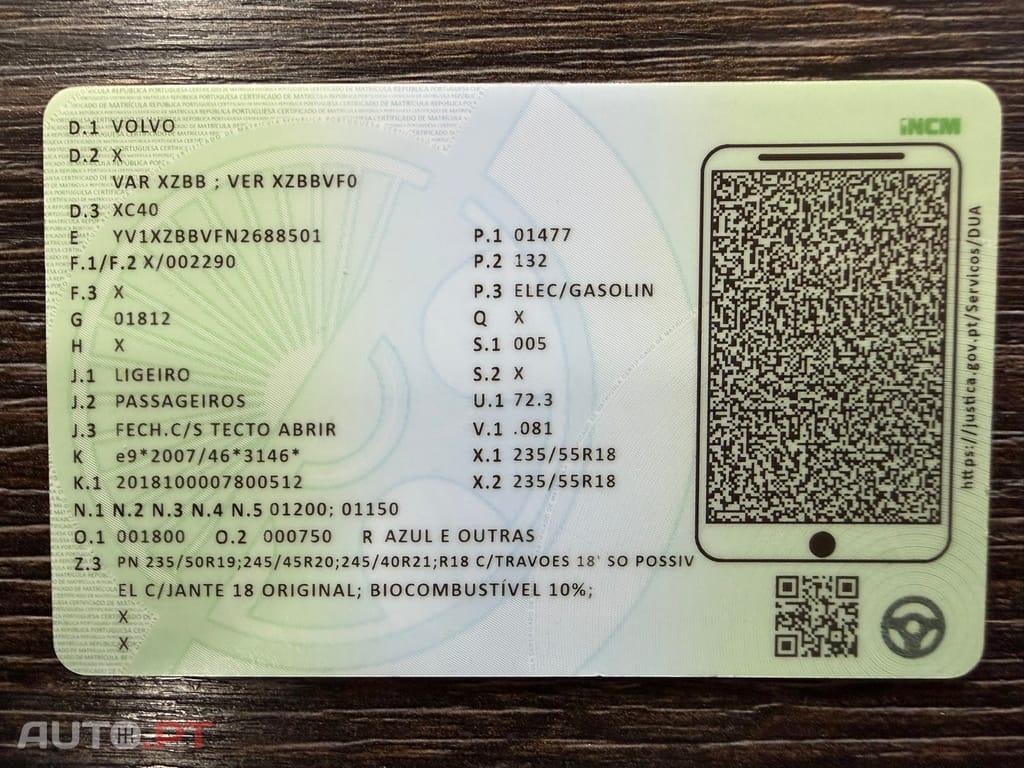 D.1 VOLVO
D.2 X
VAR XZBB ; VER XZBBVF0
D.3 XC40
E YV1XZBBVFN2688501
F.1/F.2 X/002290
F.3 X
G 01812
H X
J.1 LIGEIRO
J.2 PASSAGEIROS
J.3 FECH.C/S TECTO ABRIR
K e9*2007/46*3146*
K.1 2018100007800512
N.1 N.2 N.3 N.4 N.5 01200; 01150
O.1 001800 O.2 000750 R AZUL E OUTRAS
Z.3 PN 235/50R19;245/45R20;245/40R21;R18 C/TRAVOES 18' SO POSSIV
EL C/JANTE 18 ORIGINAL; BIOCOMBUSTÍVEL 10%;
X
X
P.1 01477
P.2 132
P.3 ELEC/GASOLIN
Q X
S.1 005
S.2 X
U.1 72.3
V.1 .081
X.1 235/55R18
X.2 235/55R18
INCM
https://justica.gov.pt/Servicos/DUA
AUTO.PT